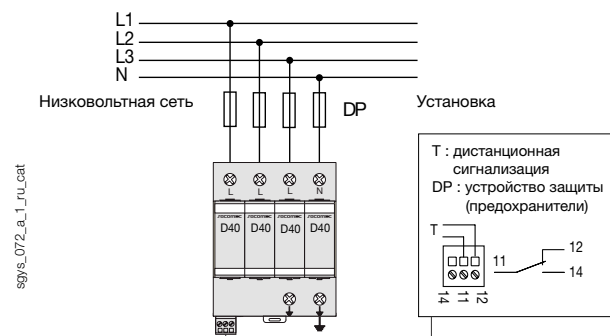 L1
L2
L3
N
Низковольтная сеть
DP
Установка
L L L N
socomec socomec socomec socomec
D40 D40 D40 D40
T : дистанционная
сигнализация
DP : устройство защиты
(предохранители)
T
11
12
14
14 11 12
sgys_072_a_1_ru_cat